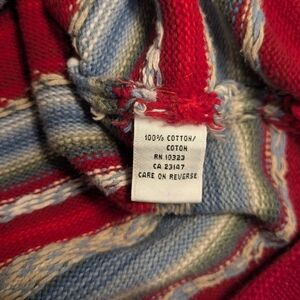 100% COTTON/
COTON
RN 10323
CA 23147
CARE ON REVERSE